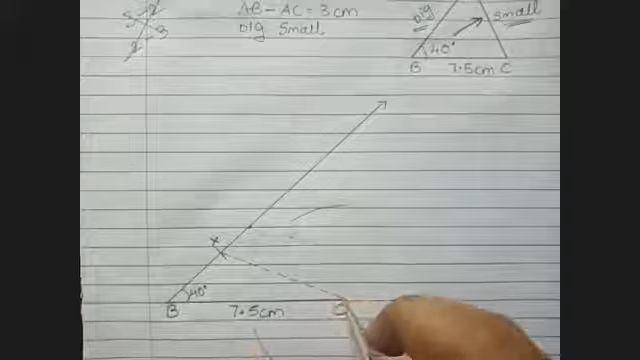 AB - AC = 3 cm
big small
big
small
40°
B 7.5cm C
x
40°
B 7.5cm C